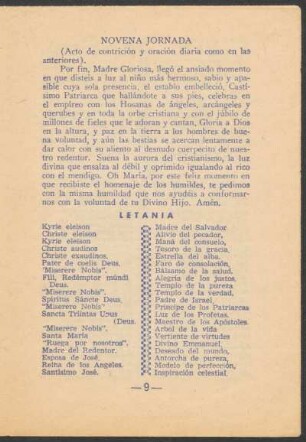 NOVENA JORNADA
(Acto de contrición y oración diaria como en las
anteriores).
Por fin, Madre Gloriosa, llegó el ansiado momento
en que disteis a luz al niño más hermoso, sabio y apa-
sible cuya sola presencia, el establo embelleció, Castí-
simo Patriarca que hallándote a sus pies, celebras en
el empíreo con los Hosanas de ángeles, arcángeles y
querubes y en toda la orbe cristiana y con el júbilo de
millones de fieles que le adoran y cantan, Gloria a Dios
en la altura, y paz en la tierra a los hombres de buena
voluntad, y aún las bestias se acercan lentamente a
dar calor con su aliento al desnudo cuerpecito de nuestro
redentor. Suena la aurora del cristianismo, la luz
divina que ensalza al débil y oprimido igualando al rico
con el mendigo. Oh María, por este feliz momento en
que recibiste el homenaje de los humildes, te pedimos
con la misma humildad que nos ayudéis a conformar-
nos con la voluntad de tu Divino Hijo. Amén.
LETANIA
Kyrie eleison
Christe eleison
Kyrie eleison
Christe audinos
Christe exaudinos,
Pater de coelis Deus,
"Miserere Nobis".
Fili, Redémptor múndi
Deus.
"Miserere Nobis".
Spíritus Sáncte Deus,
"Miserere Nobis".
Sancta Trínitas Unus
(Deus.
"Miserere Nobis".
Santa María
"Ruega por nosotros",
Madre del Redentor.
Esposa de José.
Reina de los Angeles.
Santísimo José.
Madre del Salvador
Alivio del pecador,
Maná del consuelo,
Tesoro de la gracia,
Estrella del alba.
Faro de consolación,
Bálsamo de la salud,
Alegría de los justos,
Templo de la pureza
Templo de la verdad,
Padre de Israel,
Príncipe de los Patriarcas
Luz de los Profetas,
Maestro de los Apóstoles.
Arbol de la vida
Vertiente de virtudes
Divino Emmanuel,
Deseado del mundo,
Antorcha de pureza,
Modelo de perfección,
Inspiración celestial,
—9—